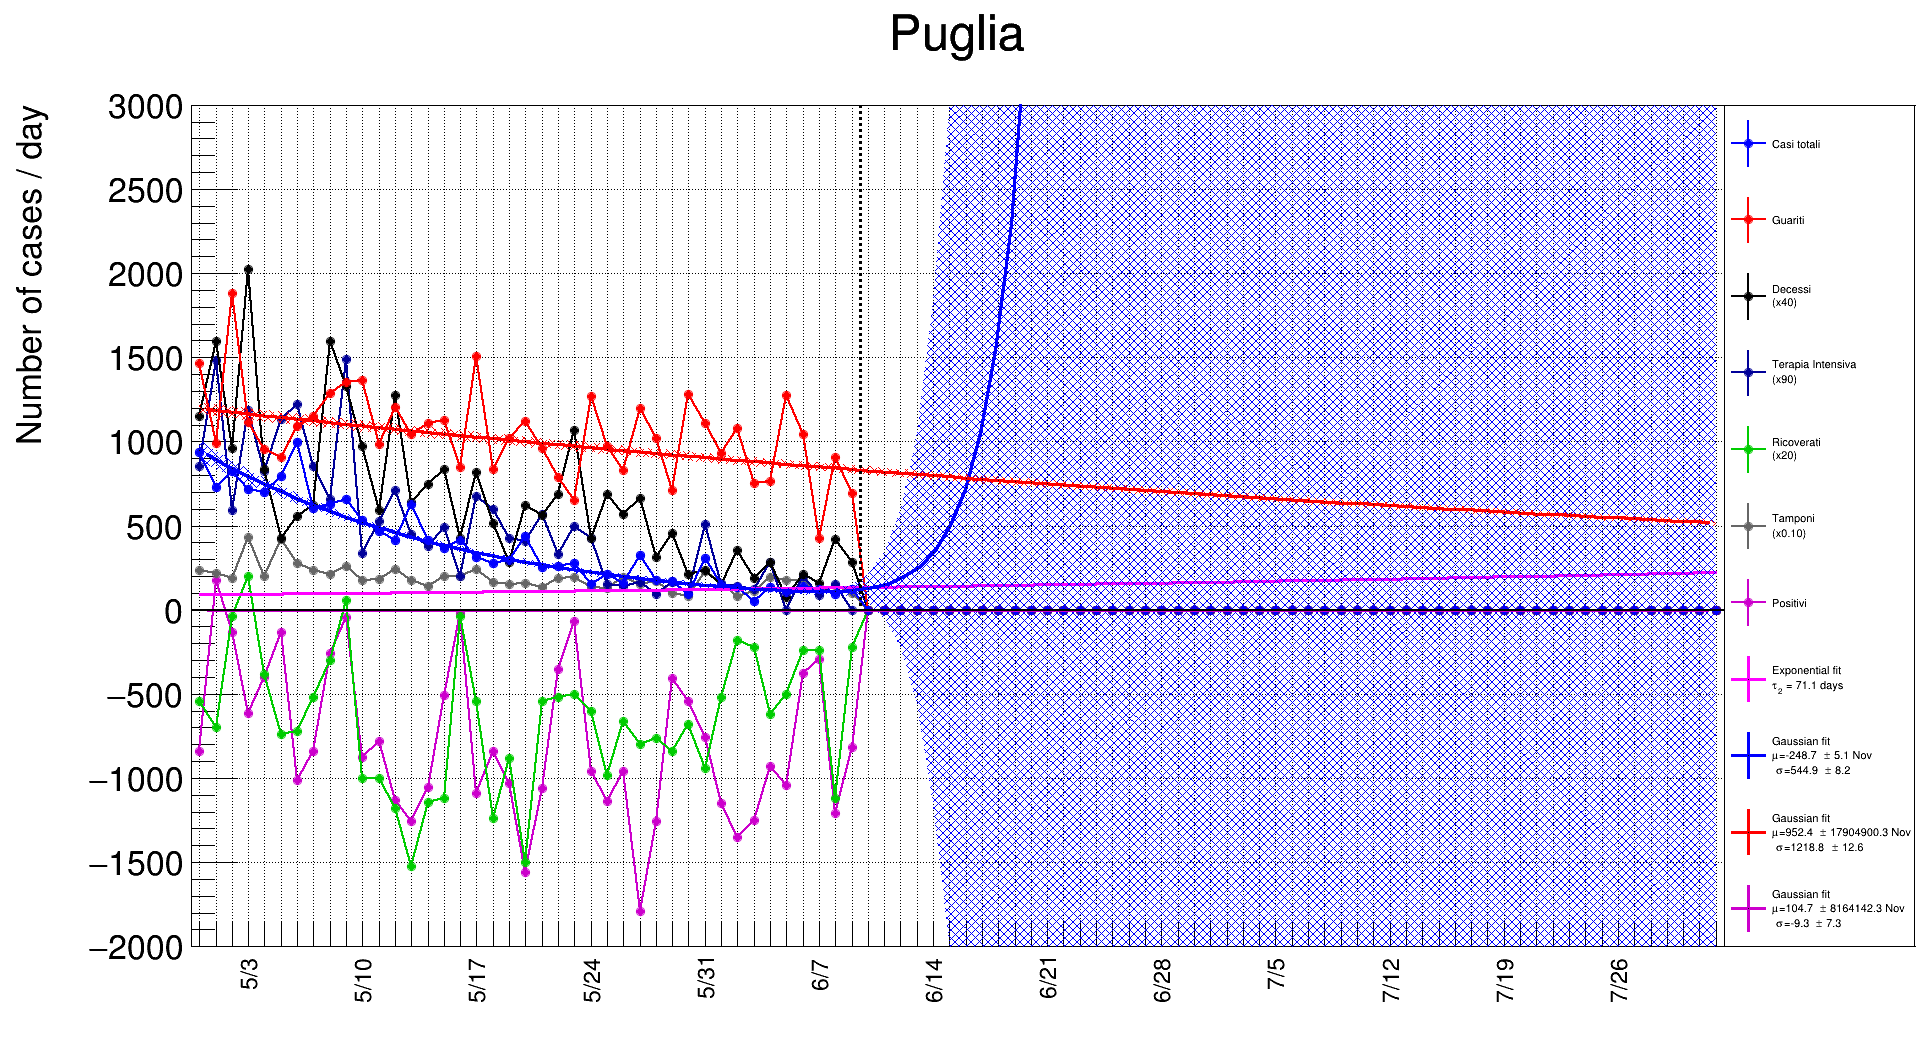 Puglia
Number of cases / day
3000
2500
2000
1500
1000
500
0
−500
−1000
−1500
−2000
5/3
5/10
5/17
5/24
5/31
6/7
6/14
6/21
6/28
7/5
7/12
7/19
7/26
Casi totali
Guariti
Decessi
(x40)
Terapia Intensiva
(x90)
Ricoverati
(x20)
Tamponi
(x0.10)
Positivi
Exponential fit
τ2 = 71.1 days
Gaussian fit
μ=-248.7 ± 5.1 Nov
σ=544.9 ± 8.2
Gaussian fit
μ=952.4 ± 17904900.3 Nov
σ=1218.8 ± 12.6
Gaussian fit
μ=104.7 ± 8164142.3 Nov
σ=-9.3 ± 7.3